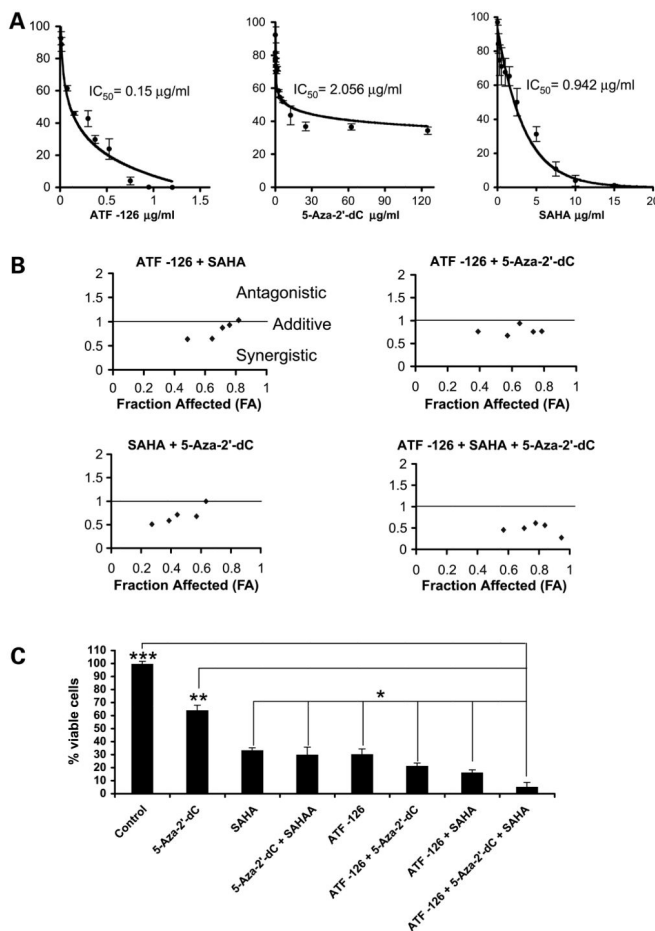 A
100
80
60
40
20
0
IC50= 0.15 µg/ml
0 0.5 1 1.5
ATF -126 µg/ml
100
80
60
40
20
0
IC50= 2.056 µg/ml
0 30 60 90 120
5-Aza-2'-dC µg/ml
100
80
60
40
20
0
IC50= 0.942 µg/ml
0 5 10 15 20
SAHA µg/ml
B
ATF -126 + SAHA
2
1.5
1
0.5
0
Antagonistic
Additive
Synergistic
0 0.2 0.4 0.6 0.8 1
Fraction Affected (FA)
ATF -126 + 5-Aza-2'-dC
2
1.5
1
0.5
0
0 0.2 0.4 0.6 0.8 1
Fraction Affected (FA)
SAHA + 5-Aza-2'-dC
2
1.5
1
0.5
0
0 0.2 0.4 0.6 0.8 1
Fraction Affected (FA)
ATF -126 + SAHA + 5-Aza-2'-dC
2
1.5
1
0.5
0
0 0.2 0.4 0.6 0.8 1
Fraction Affected (FA)
C
% viable cells
110
100
90
80
70
60
50
40
30
20
10
0
***
**
*
Control
5-Aza-2'-dC
SAHA
5-Aza-2'-dC + SAHAA
ATF -126
ATF -126 + 5-Aza-2'-dC
ATF -126 + SAHA
ATF -126 + 5-Aza-2'-dC + SAHA